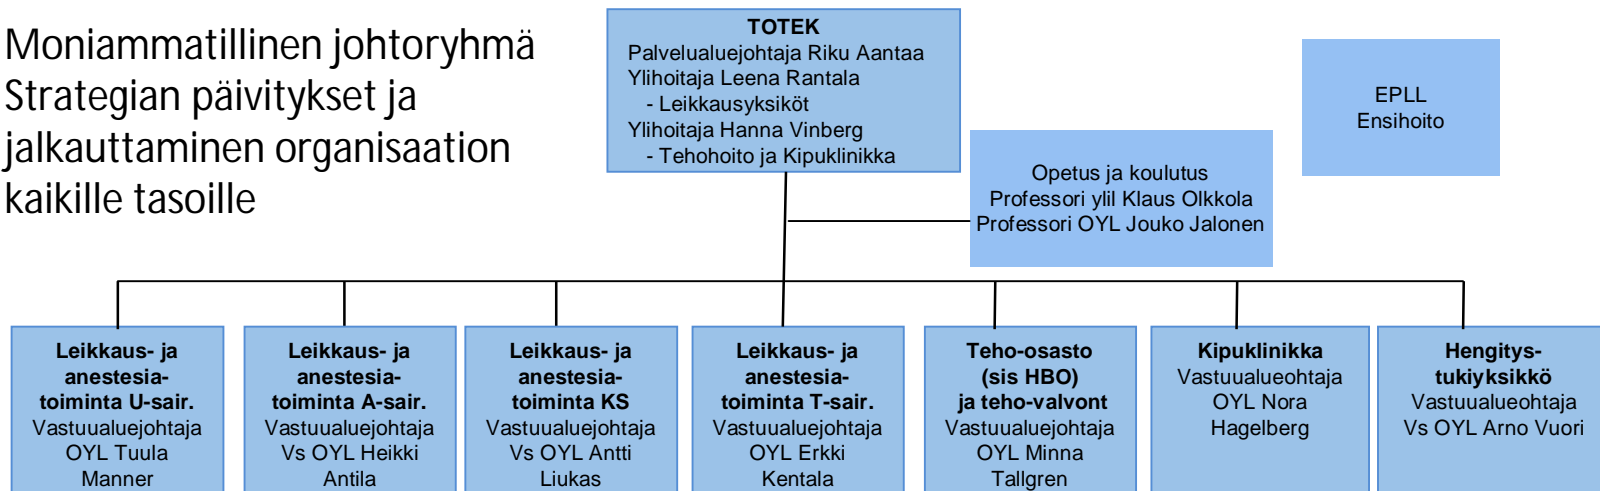 Moniammatillinen johtoryhmä
Strategian päivitykset ja
jalkauttaminen organisaation
kaikille tasoille
TOTEK
Palvelualuejohtaja Riku Aantaa
Ylihoitaja Leena Rantala
- Leikkausyksiköt
Ylihoitaja Hanna Vinberg
- Tehohoito ja Kipuklinikka
EPLL
Ensihoito
Opetus ja koulutus
Professori ylil Klaus Olkkola
Professori OYL Jouko Jalonen
Leikkaus- ja
anestesia-
toiminta U-sair.
Vastuualuejohtaja
OYL Tuula
Manner
Leikkaus- ja
anestesia-
toiminta A-sair.
Vastuualuejohtaja
Vs OYL Heikki
Antila
Leikkaus- ja
anestesia-
toiminta KS
Vastuualuejohtaja
Vs OYL Antti
Liukas
Leikkaus- ja
anestesia-
toiminta T-sair.
Vastuualuejohtaja
OYL Erkki
Kentala
Teho-osasto
(sis HBO)
ja teho-valvont
Vastuualuejohtaja
OYL Minna
Tallgren
Kipuklinikka
Vastuualueohtaja
OYL Nora
Hagelberg
Hengitys-
tukiyksikkö
Vastuualueohtaja
Vs OYL Arno Vuori